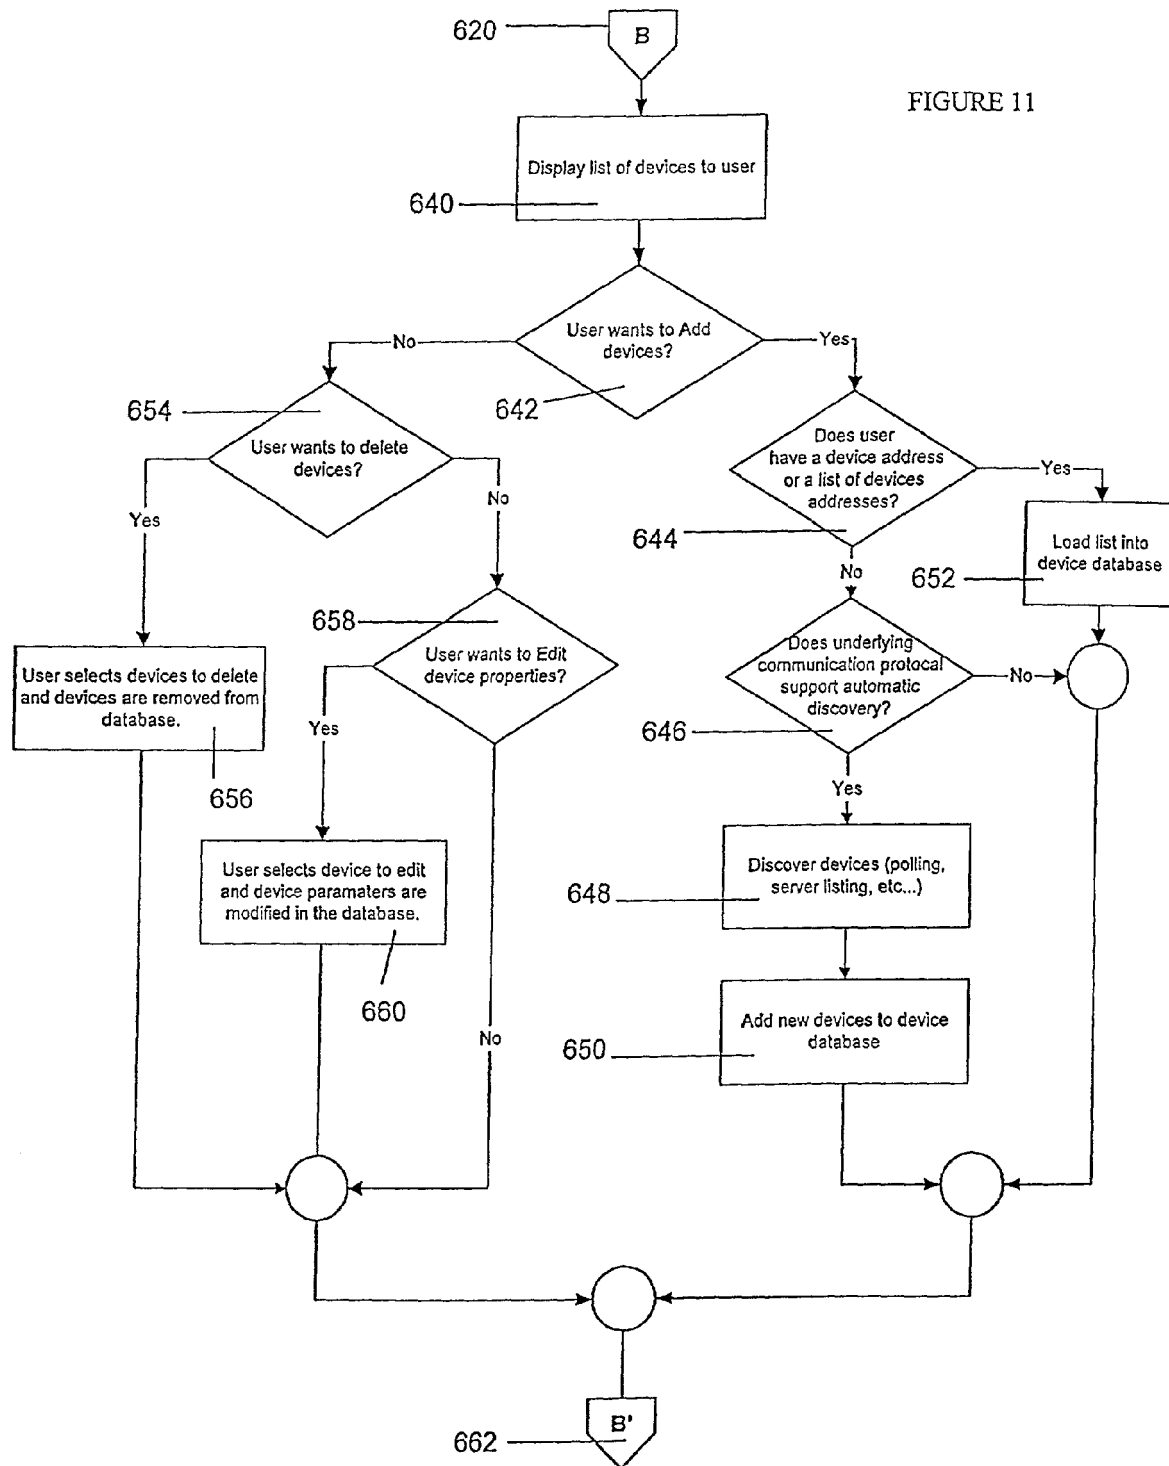 620
B
FIGURE 11
Display list of devices to user
640
User wants to Add
devices?
642
No
Yes
654
User wants to delete
devices?
Yes
No
Does user
have a device address
or a list of devices
addresses?
644
Yes
No
Load list into
device database
652
658
User wants to Edit
device properties?
Yes
No
Does underlying
communication protocal
support automatic
discovery?
646
No
Yes
User selects devices to delete
and devices are removed from
database.
656
User selects device to edit
and device paramaters are
modified in the database.
660
Discover devices (polling,
server listing, etc...)
648
Add new devices to device
database
650
B'
662